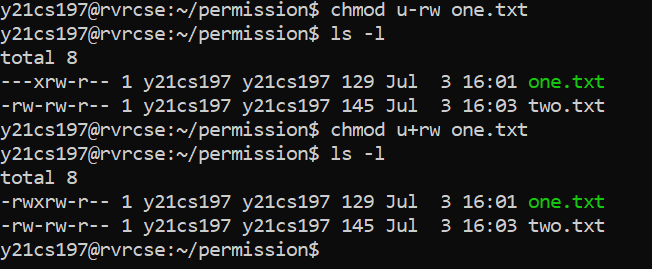 y21cs197@rvrcse:~/permission$ chmod u-rw one.txt
y21cs197@rvrcse:~/permission$ ls -l
total 8
---xrw-r-- 1 y21cs197 y21cs197 129 Jul  3 16:01 one.txt
-rw-rw-r-- 1 y21cs197 y21cs197 145 Jul  3 16:03 two.txt
y21cs197@rvrcse:~/permission$ chmod u+rw one.txt
y21cs197@rvrcse:~/permission$ ls -l
total 8
-rwxrw-r-- 1 y21cs197 y21cs197 129 Jul  3 16:01 one.txt
-rw-rw-r-- 1 y21cs197 y21cs197 145 Jul  3 16:03 two.txt
y21cs197@rvrcse:~/permission$